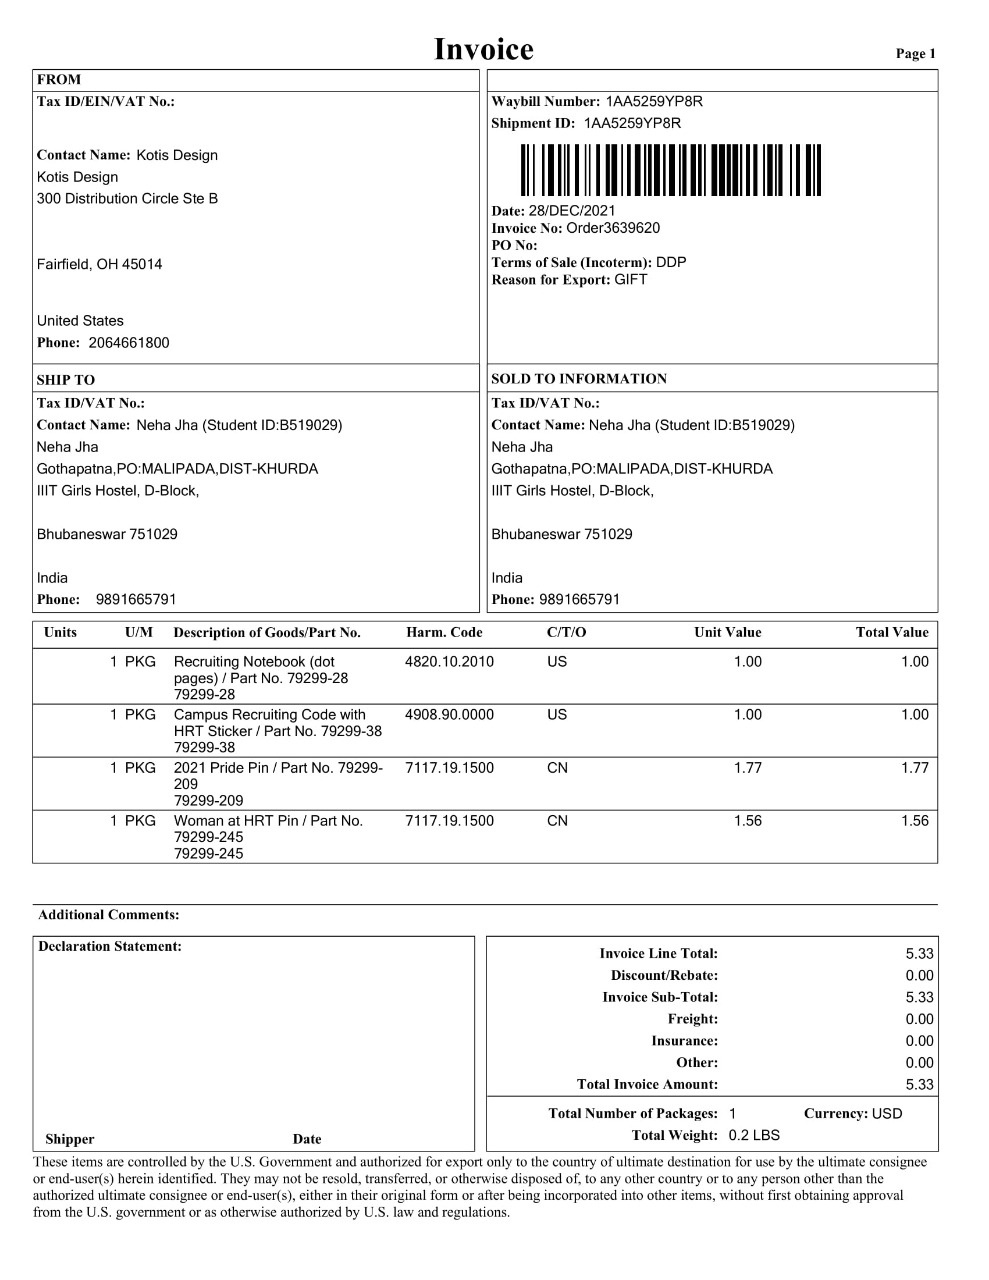 Invoice
Page 1
FROM
Tax ID/EIN/VAT No.:
Contact Name: Kotis Design
Kotis Design
300 Distribution Circle Ste B
Fairfield, OH 45014
United States
Phone: 2064661800
Waybill Number: 1AA5259YP8R
Shipment ID: 1AA5259YP8R
Date: 28/DEC/2021
Invoice No: Order3639620
PO No:
Terms of Sale (Incoterm): DDP
Reason for Export: GIFT
SHIP TO
Tax ID/VAT No.:
Contact Name: Neha Jha (Student ID:B519029)
Neha Jha
Gothapatna,PO:MALIPADA,DIST-KHURDA
IIIT Girls Hostel, D-Block,
Bhubaneswar 751029
India
Phone: 9891665791
SOLD TO INFORMATION
Tax ID/VAT No.:
Contact Name: Neha Jha (Student ID:B519029)
Neha Jha
Gothapatna,PO:MALIPADA,DIST-KHURDA
IIIT Girls Hostel, D-Block,
Bhubaneswar 751029
India
Phone: 9891665791
Units U/M Description of Goods/Part No. Harm. Code C/T/O Unit Value Total Value
1 PKG Recruiting Notebook (dot 4820.10.2010 US 1.00 1.00
pages) / Part No. 79299-28
79299-28
1 PKG Campus Recruiting Code with 4908.90.0000 US 1.00 1.00
HRT Sticker / Part No. 79299-38
79299-38
1 PKG 2021 Pride Pin / Part No. 79299- 7117.19.1500 CN 1.77 1.77
209
79299-209
1 PKG Woman at HRT Pin / Part No. 7117.19.1500 CN 1.56 1.56
79299-245
79299-245
Additional Comments:
Declaration Statement:
Shipper Date
Invoice Line Total: 5.33
Discount/Rebate: 0.00
Invoice Sub-Total: 5.33
Freight: 0.00
Insurance: 0.00
Other: 0.00
Total Invoice Amount: 5.33
Total Number of Packages: 1 Currency: USD
Total Weight: 0.2 LBS
These items are controlled by the U.S. Government and authorized for export only to the country of ultimate destination for use by the ultimate consignee
or end-user(s) herein identified. They may not be resold, transferred, or otherwise disposed of, to any other country or to any person other than the
authorized ultimate consignee or end-user(s), either in their original form or after being incorporated into other items, without first obtaining approval
from the U.S. government or as otherwise authorized by U.S. law and regulations.